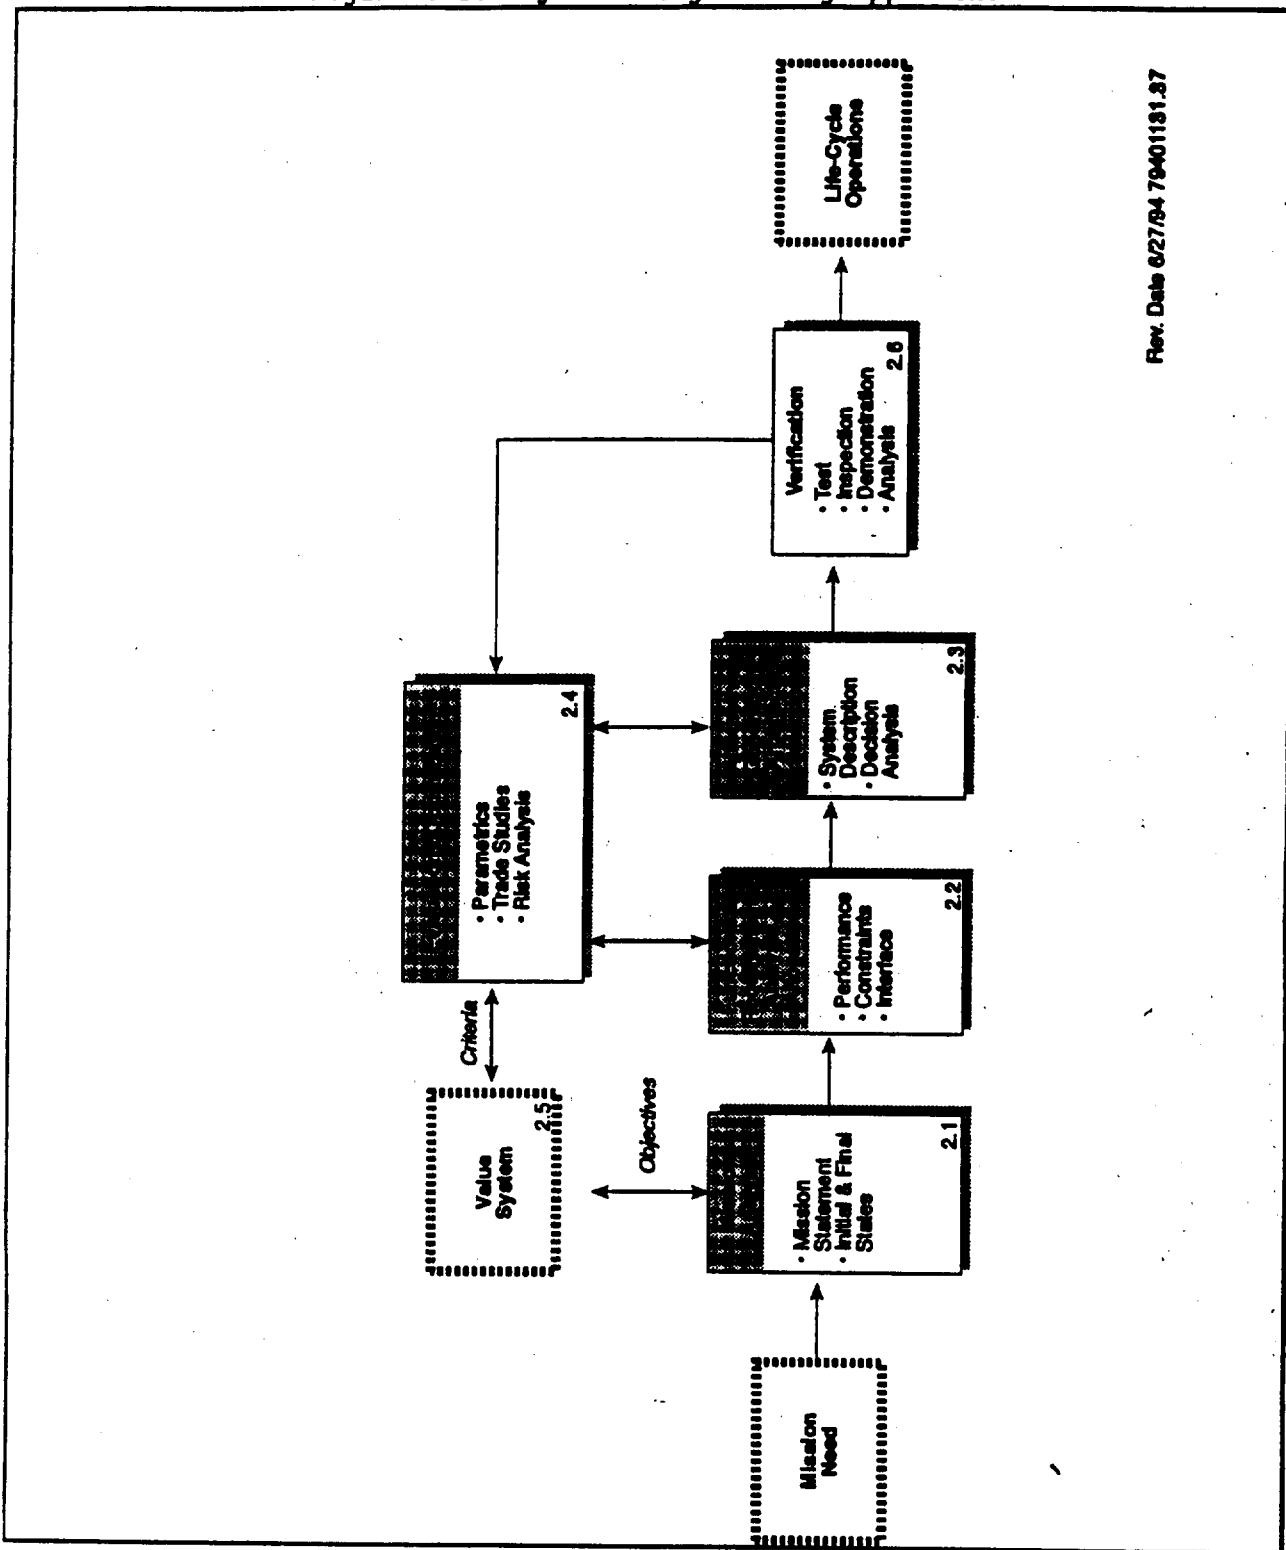 Mission
Need
• Mission
Statement
• Initial & Final
States
2.1
Objectives
Value
System
2.5
Criteria
• Parametrics
• Trade Studies
• Risk Analysis
2.4
• Performance
• Constraints
• Interface
2.2
• System
Description
• Decision
Analysis
2.3
Verification
• Test
• Inspection
• Demonstration
• Analysis
2.6
Life-Cycle
Operations
Rev. Date 6/27/94 79401131.87